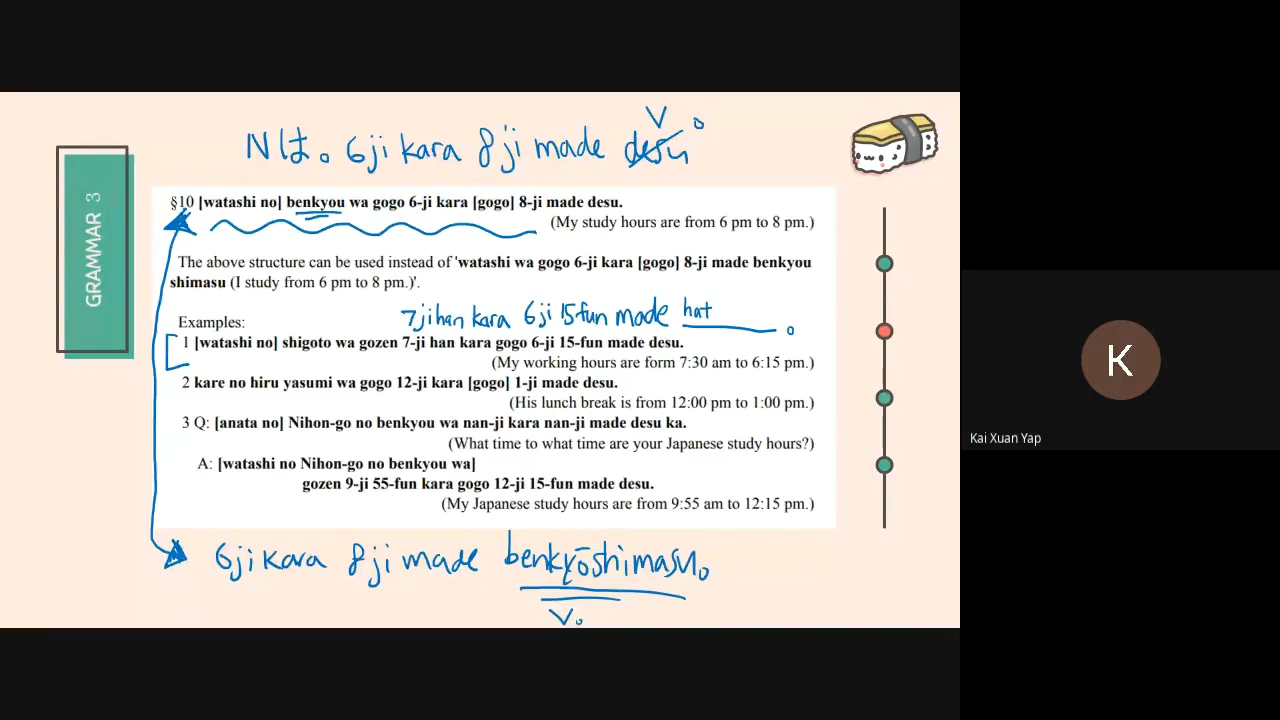 Nは。6ji kara 8ji made desu V。
GRAMMAR 3
§10 [watashi no] benkyou wa gogo 6-ji kara [gogo] 8-ji made desu.
(My study hours are from 6 pm to 8 pm.)
The above structure can be used instead of 'watashi wa gogo 6-ji kara [gogo] 8-ji made benkyou
shimasu (I study from 6 pm to 8 pm.)'.
7jihan kara 6ji 15fun made hat 。
Examples:
1 [watashi no] shigoto wa gozen 7-ji han kara gogo 6-ji 15-fun made desu.
(My working hours are form 7:30 am to 6:15 pm.)
2 kare no hiru yasumi wa gogo 12-ji kara [gogo] 1-ji made desu.
(His lunch break is from 12:00 pm to 1:00 pm.)
3 Q: [anata no] Nihon-go no benkyou wa nan-ji kara nan-ji made desu ka.
(What time to what time are your Japanese study hours?)
A: [watashi no Nihon-go no benkyou wa]
gozen 9-ji 55-fun kara gogo 12-ji 15-fun made desu.
(My Japanese study hours are from 9:55 am to 12:15 pm.)
6ji kara 8ji made benkyōshimasu。
V。
K
Kai Xuan Yap